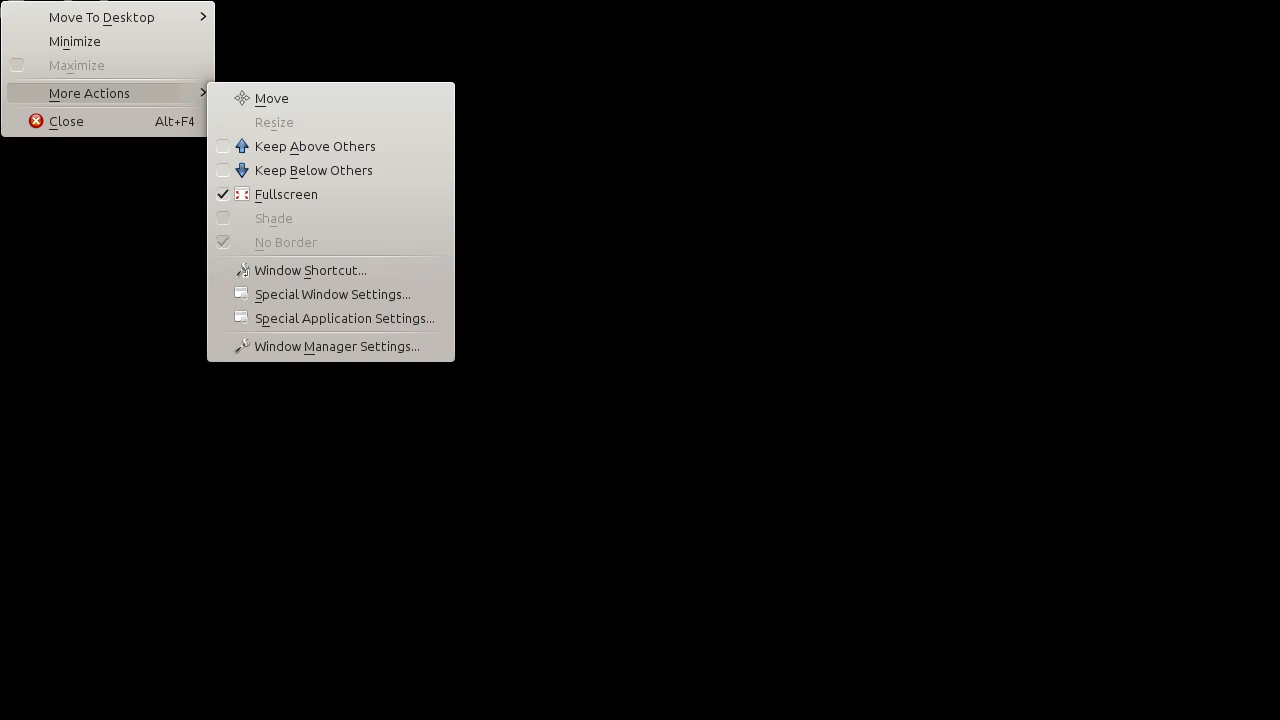 Move To Desktop
Minimize
Maximize
More Actions
Close Alt+F4
Move
Resize
Keep Above Others
Keep Below Others
Fullscreen
Shade
No Border
Window Shortcut...
Special Window Settings...
Special Application Settings...
Window Manager Settings...